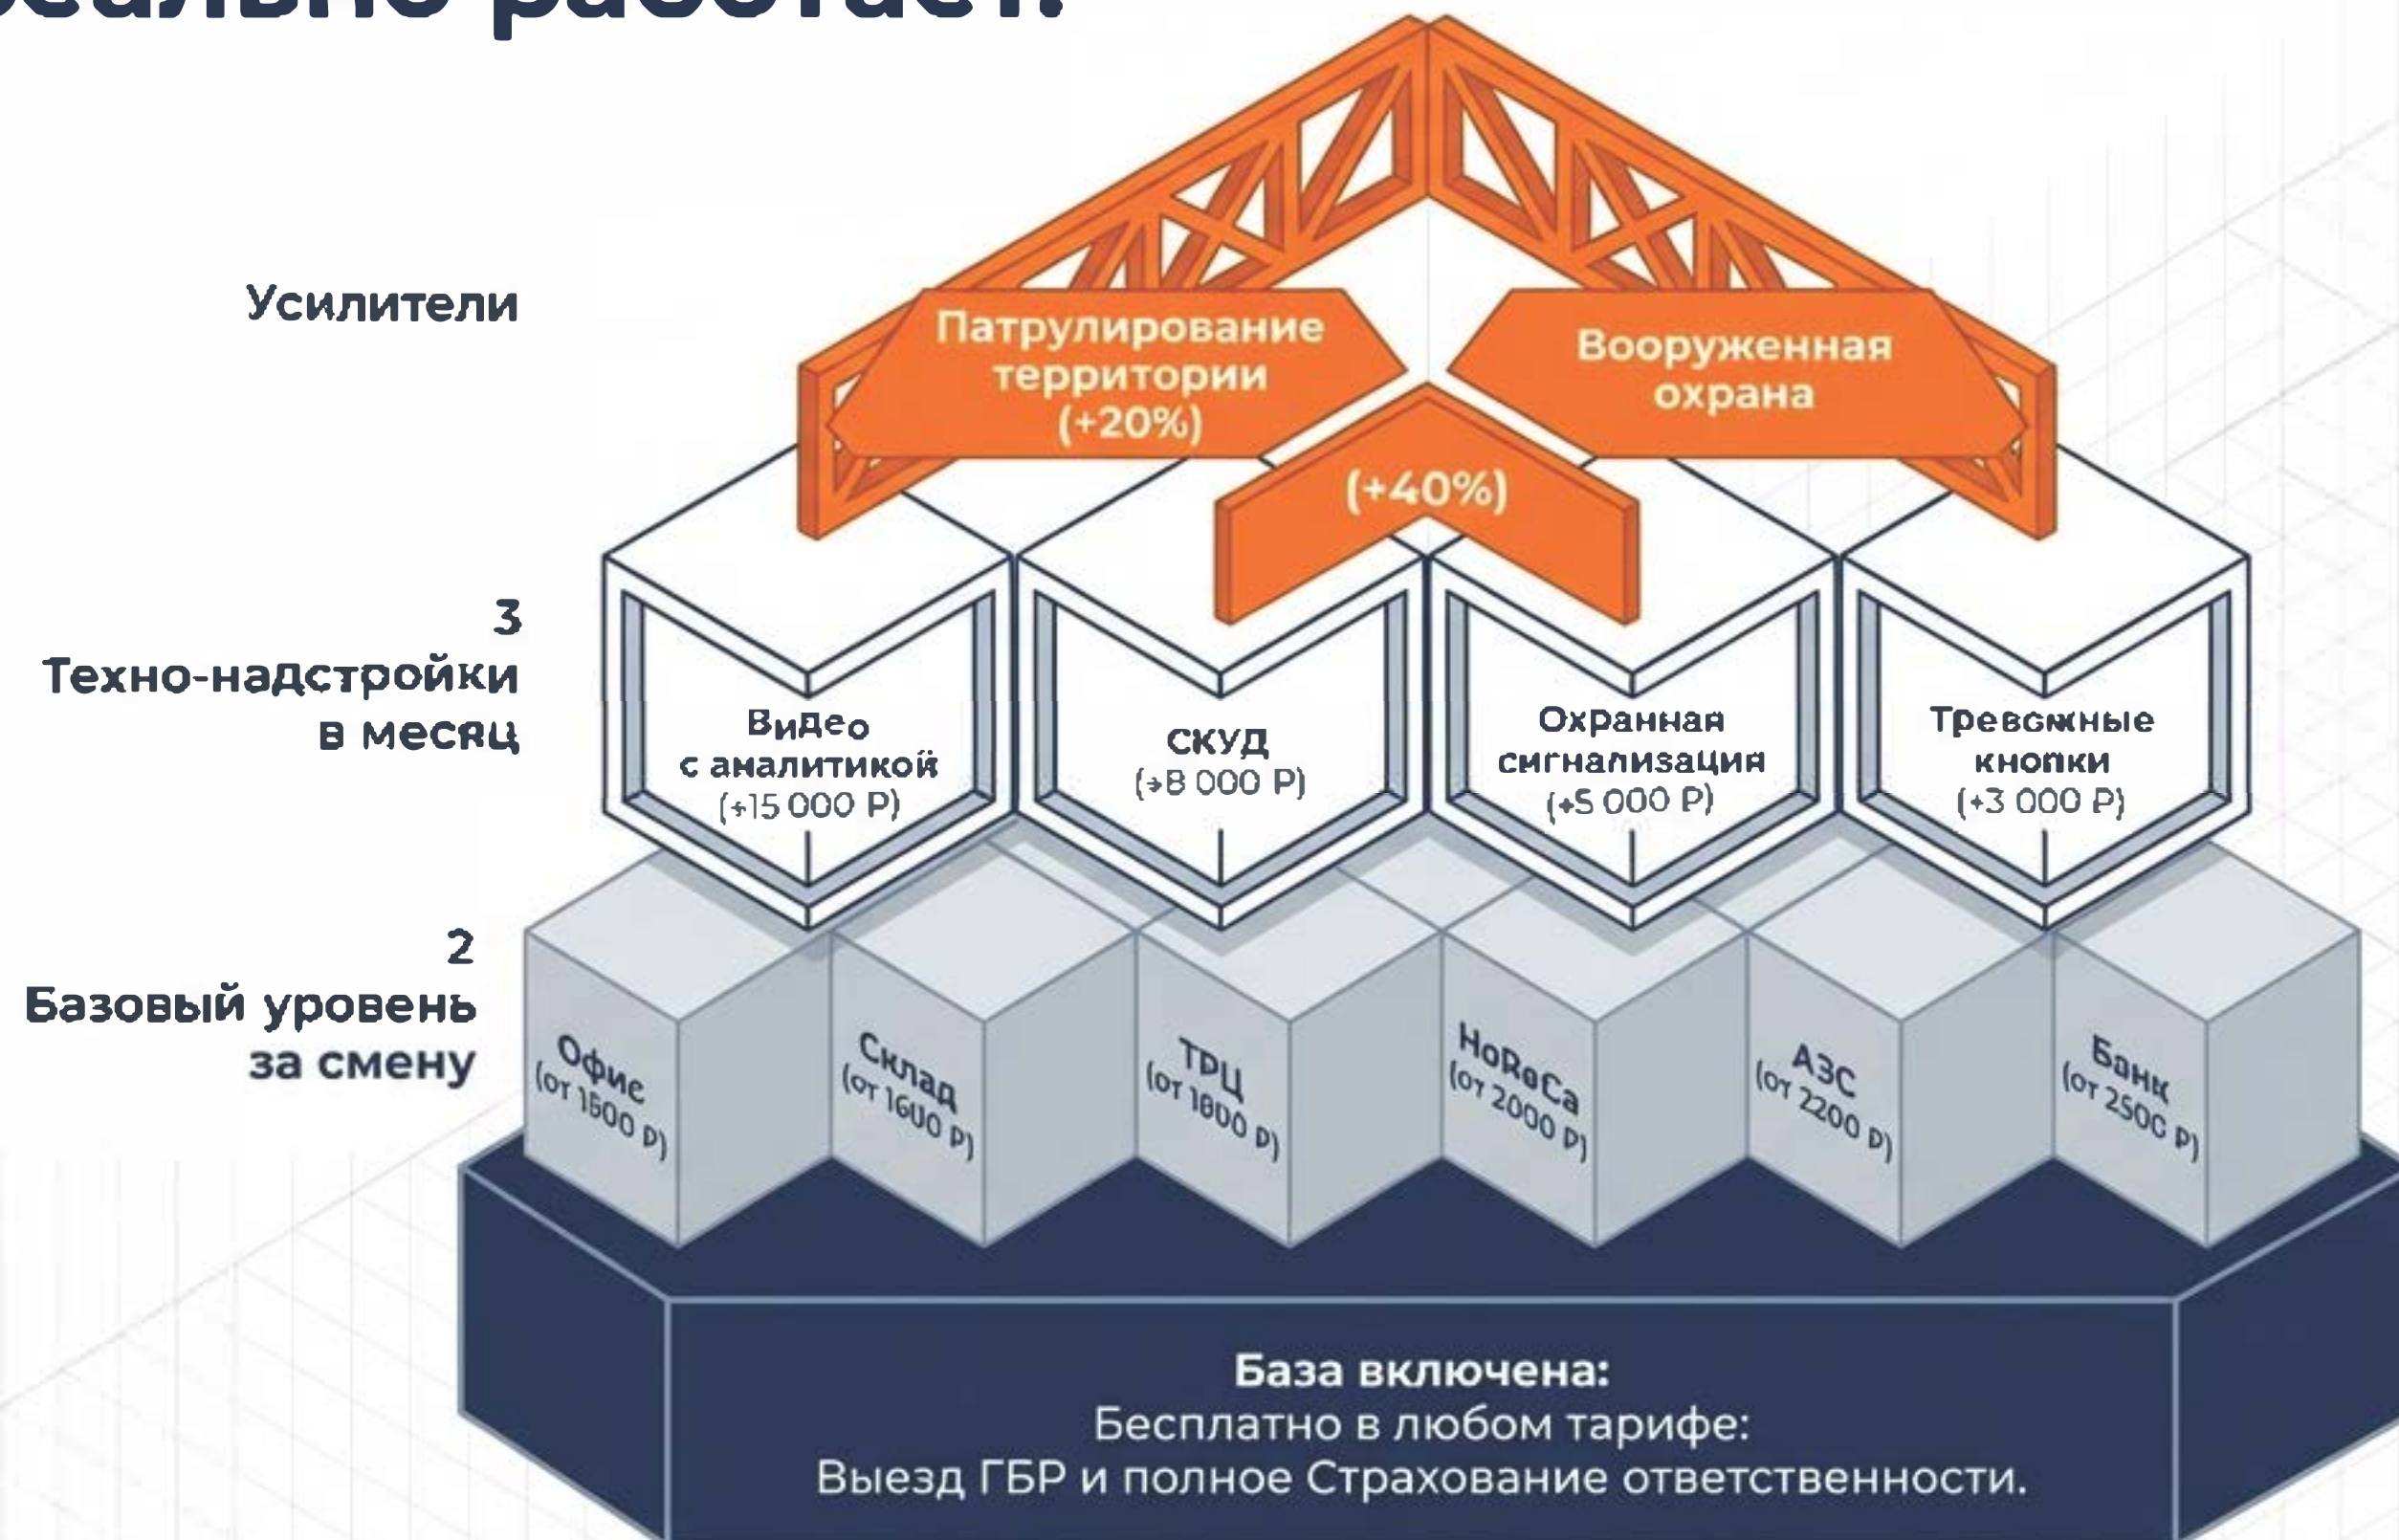 работает.
Усилители
Патрулирование
территории
(+20%)
Вооруженная
охрана
(+40%)
3
Техно-надстройки
в месяц
Видео
с аналитикой
(+15 000 Р)
СКУД
(+8 000 Р)
Охранная
сигнализация
(+5 000 Р)
Тревожные
кнопки
(+3 000 Р)
2
Базовый уровень
за смену
Офис
(от 1500 Р)
Склад
(от 1600 Р)
ТРЦ
(от 1800 Р)
HoReCa
(от 2000 Р)
АЗС
(от 2200 Р)
Банк
(от 2500 Р)
База включена:
Бесплатно в любом тарифе:
Выезд ГБР и полное Страхование ответственности.